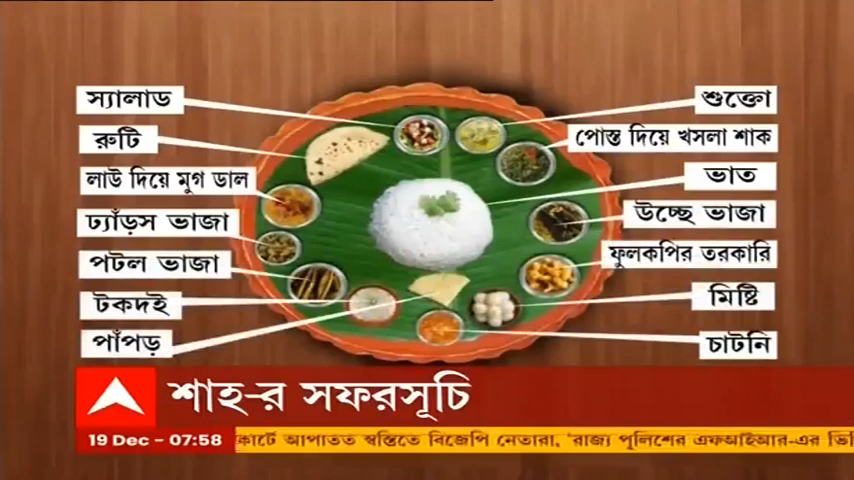 স্যালাড
রুটি
লাউ দিয়ে মুগ ডাল
ঢ্যাঁড়স ভাজা
পটল ভাজা
টকদই
পাঁপড়
শুক্তো
পোস্ত দিয়ে খসলা শাক
ভাত
উচ্ছে ভাজা
ফুলকপির তরকারি
মিষ্টি
চাটনি
শাহ-র সফরসূচি
19 Dec - 07:58
কোর্টে আপাতত স্বস্তিতে বিজেপি নেতারা, 'রাজ্য পুলিশের এফআইআর-এর